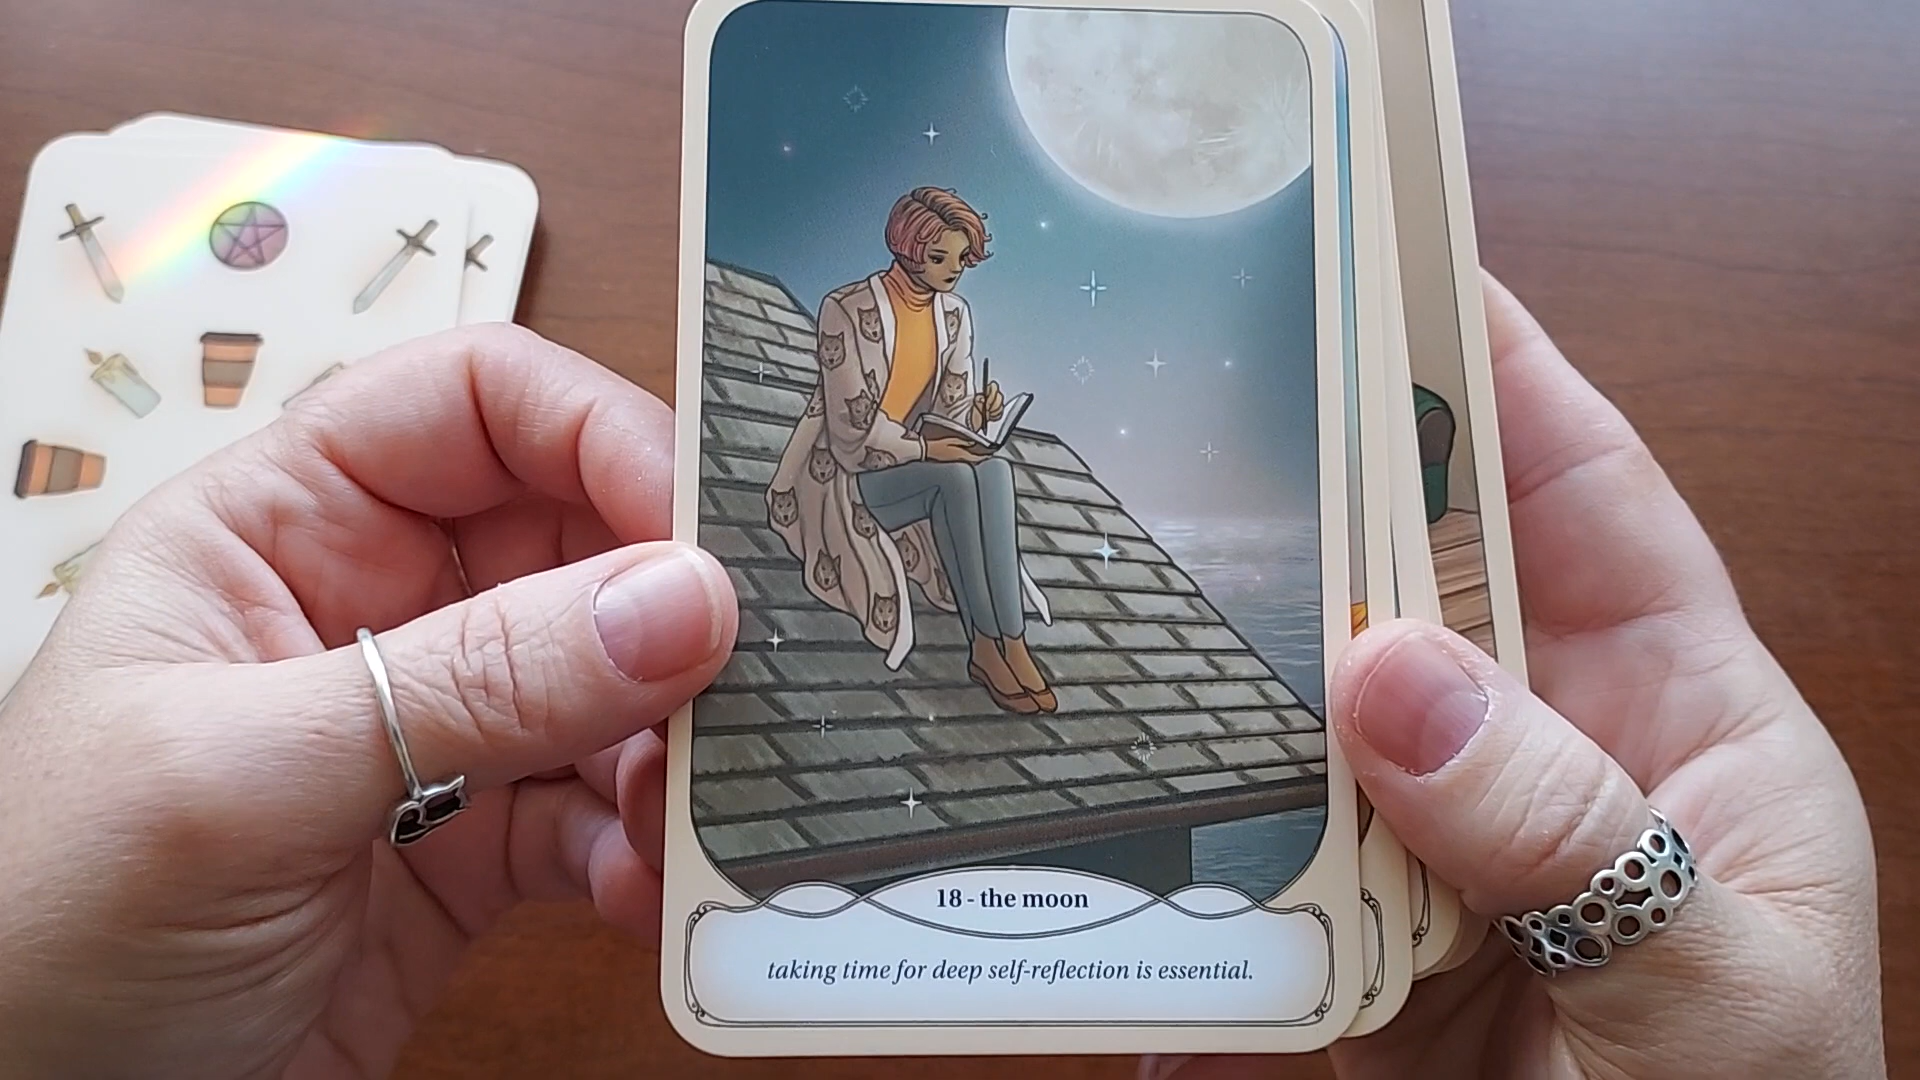 18 - the moon
taking time for deep self-reflection is essential.